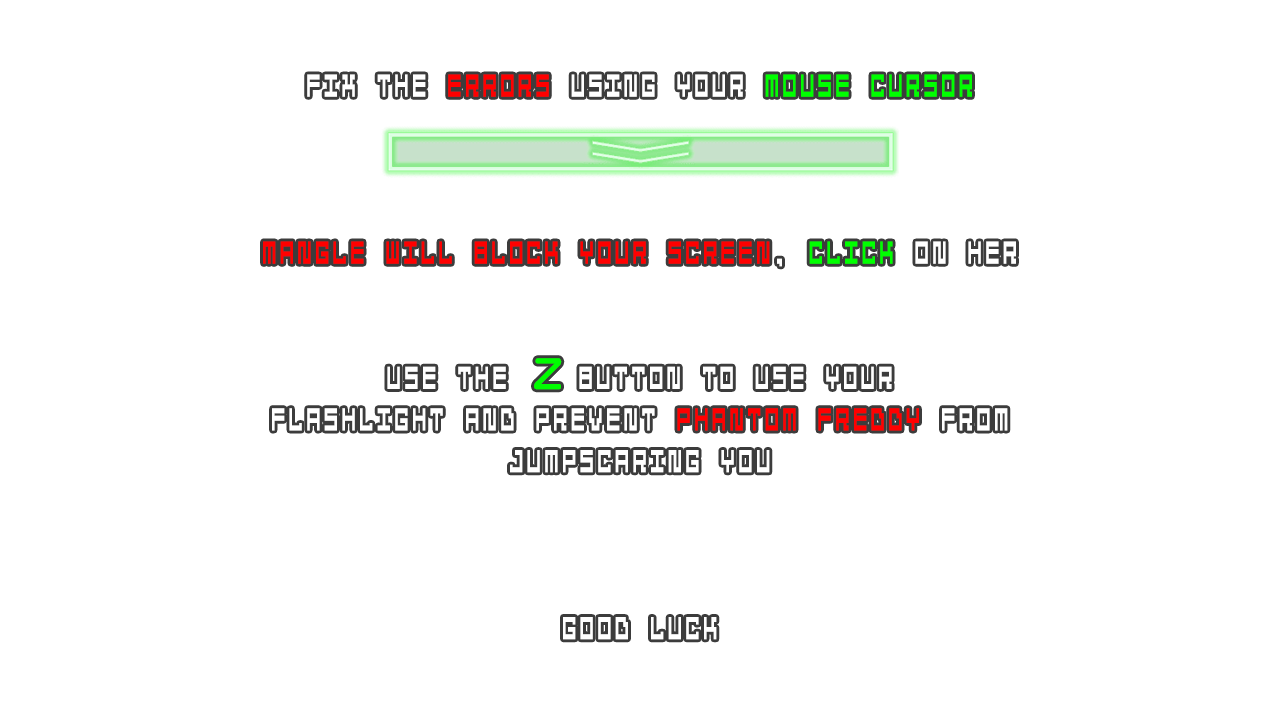 FIX THE ERRORS USING YOUR MOUSE CURSOR
MANGLE WILL BLOCK YOUR SCREEN, CLICK ON HER
USE THE Z BUTTON TO USE YOUR
FLASHLIGHT AND PREVENT PHANTOM FREDDY FROM
JUMPSCARING YOU
GOOD LUCK